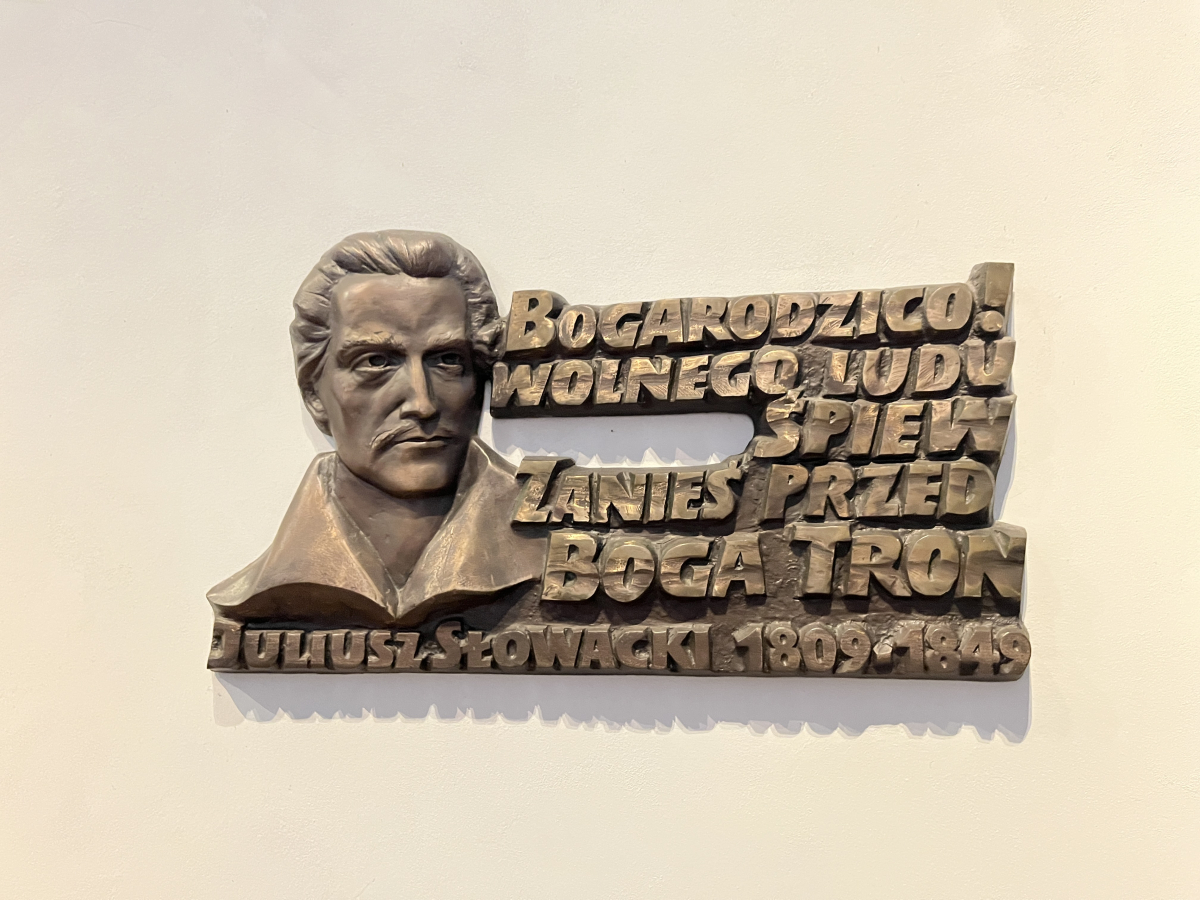 BOGARODZICO!
WOLNEGO LUDU
ŚPIEW
ZANIEŚ PRZED
BOGA TRON
JULIUSZ SŁOWACKI 1809-1849